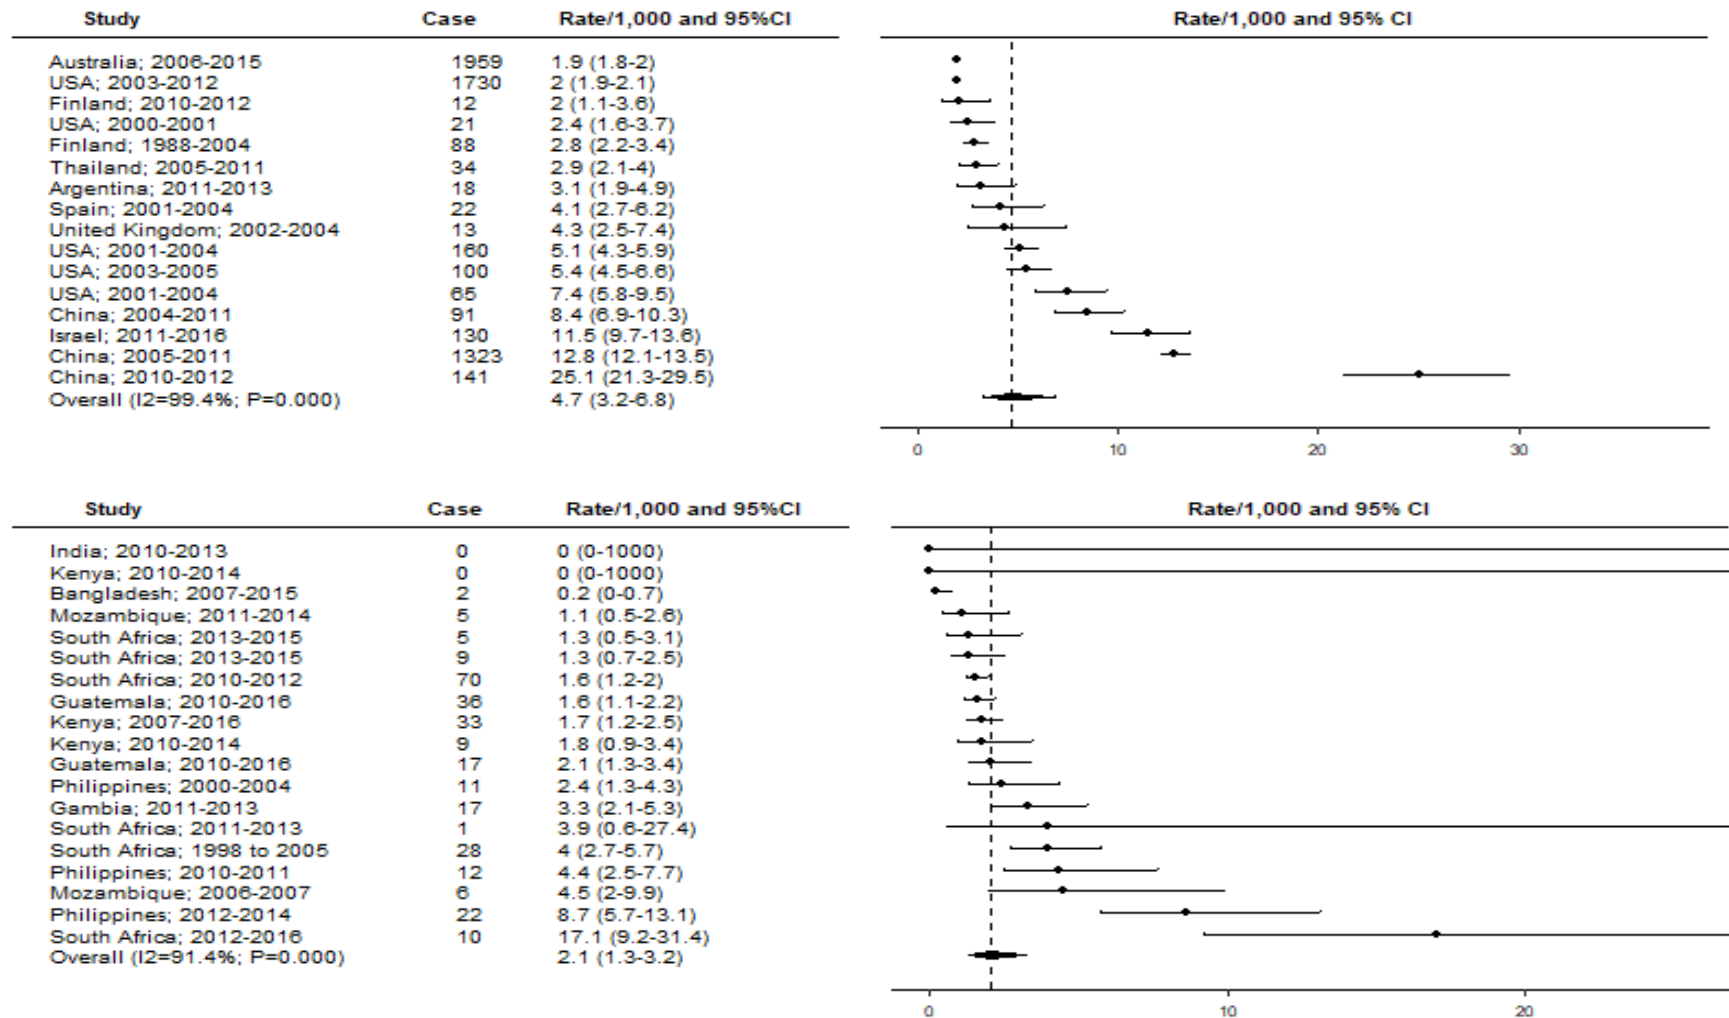 Study Case Rate/1,000 and 95%CI Rate/1,000 and 95% CI
Australia; 2006-2015 1959 1.9 (1.8-2)
USA; 2003-2012 1730 2 (1.9-2.1)
Finland; 2010-2012 12 2 (1.1-3.6)
USA; 2000-2001 21 2.4 (1.6-3.7)
Finland; 1988-2004 88 2.8 (2.2-3.4)
Thailand; 2005-2011 34 2.9 (2.1-4)
Argentina; 2011-2013 18 3.1 (1.9-4.9)
Spain; 2001-2004 22 4.1 (2.7-6.2)
United Kingdom; 2002-2004 13 4.3 (2.5-7.4)
USA; 2001-2004 160 5.1 (4.3-5.9)
USA; 2003-2005 100 5.4 (4.5-6.6)
USA; 2001-2004 65 7.4 (5.8-9.5)
China; 2004-2011 91 8.4 (6.9-10.3)
Israel; 2011-2016 130 11.5 (9.7-13.6)
China; 2005-2011 1323 12.8 (12.1-13.5)
China; 2010-2012 141 25.1 (21.3-29.5)
Overall (I2=99.4%; P=0.000) 4.7 (3.2-6.8)
0 10 20 30
Study Case Rate/1,000 and 95%CI Rate/1,000 and 95% CI
India; 2010-2013 0 0 (0-1000)
Kenya; 2010-2014 0 0 (0-1000)
Bangladesh; 2007-2015 2 0.2 (0-0.7)
Mozambique; 2011-2014 5 1.1 (0.5-2.6)
South Africa; 2013-2015 5 1.3 (0.5-3.1)
South Africa; 2013-2015 9 1.3 (0.7-2.5)
South Africa; 2010-2012 70 1.6 (1.2-2)
Guatemala; 2010-2016 36 1.6 (1.1-2.2)
Kenya; 2007-2016 33 1.7 (1.2-2.5)
Kenya; 2010-2014 9 1.8 (0.9-3.4)
Guatemala; 2010-2016 17 2.1 (1.3-3.4)
Philippines; 2000-2004 11 2.4 (1.3-4.3)
Gambia; 2011-2013 17 3.3 (2.1-5.3)
South Africa; 2011-2013 1 3.9 (0.6-27.4)
South Africa; 1998 to 2005 28 4 (2.7-5.7)
Philippines; 2010-2011 12 4.4 (2.5-7.7)
Mozambique; 2006-2007 6 4.5 (2-9.9)
Philippines; 2012-2014 22 8.7 (5.7-13.1)
South Africa; 2012-2016 10 17.1 (9.2-31.4)
Overall (I2=91.4%; P=0.000) 2.1 (1.3-3.2)
0 10 20